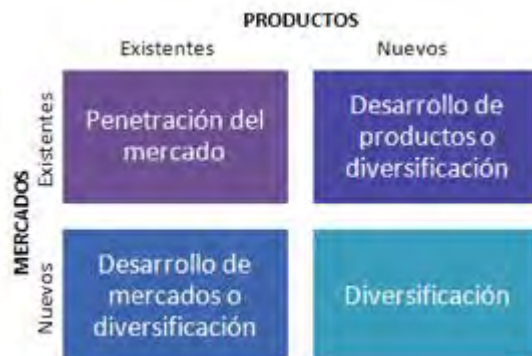 PRODUCTOS
Existentes Nuevos
MERCADOS
Existentes
Penetración del
mercado
Desarrollo de
productos o
diversificación
Nuevos
Desarrollo de
mercados o
diversificación
Diversificación